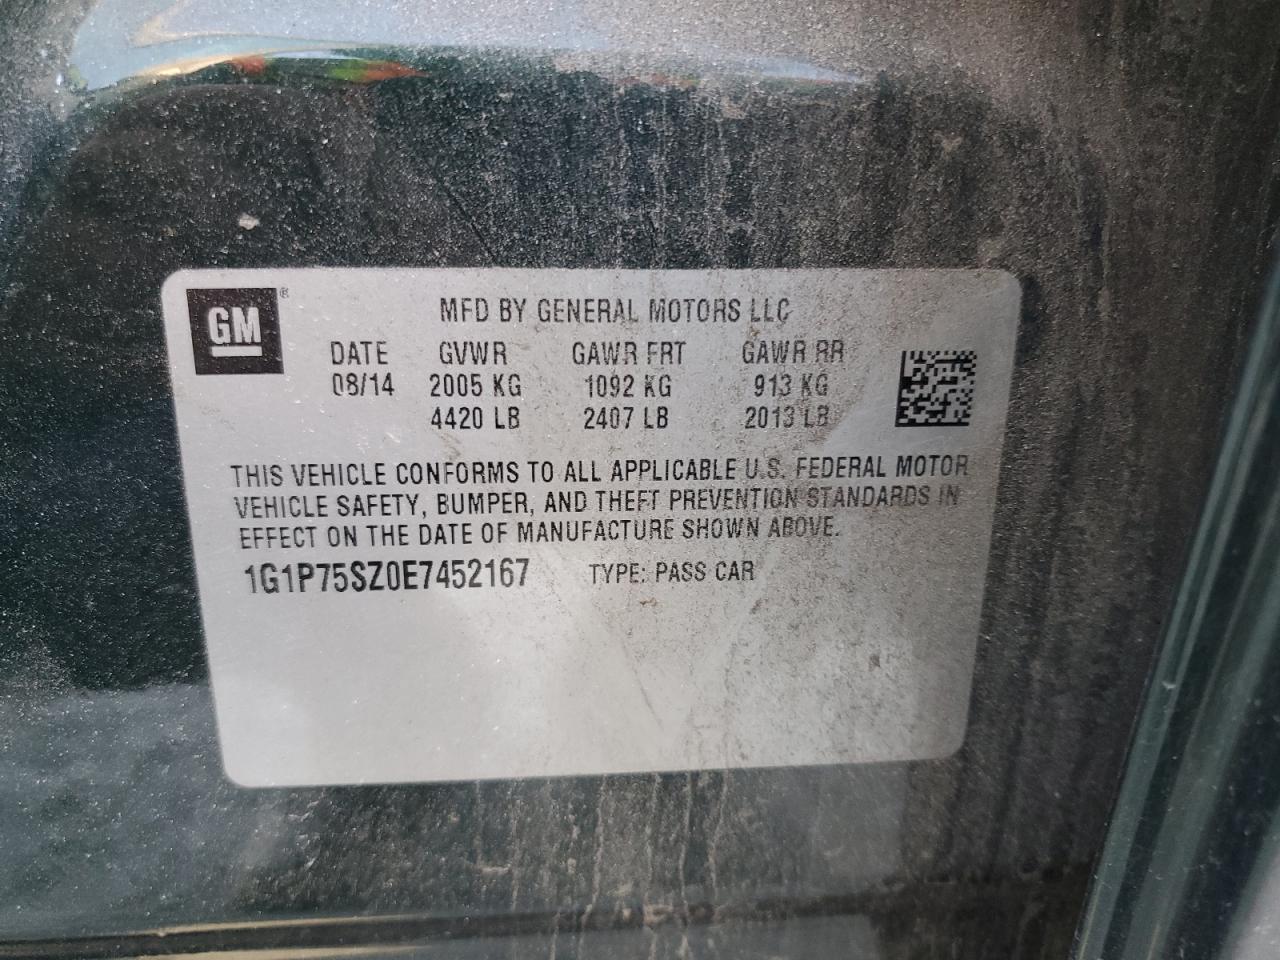 GM ®
MFD BY GENERAL MOTORS LLC
DATE GVWR GAWR FRT GAWR RR
08/14 2005 KG 1092 KG 913 KG
4420 LB 2407 LB 2013 LB
THIS VEHICLE CONFORMS TO ALL APPLICABLE U.S. FEDERAL MOTOR
VEHICLE SAFETY, BUMPER, AND THEFT PREVENTION STANDARDS IN
EFFECT ON THE DATE OF MANUFACTURE SHOWN ABOVE.
1G1P75SZ0E7452167 TYPE: PASS CAR